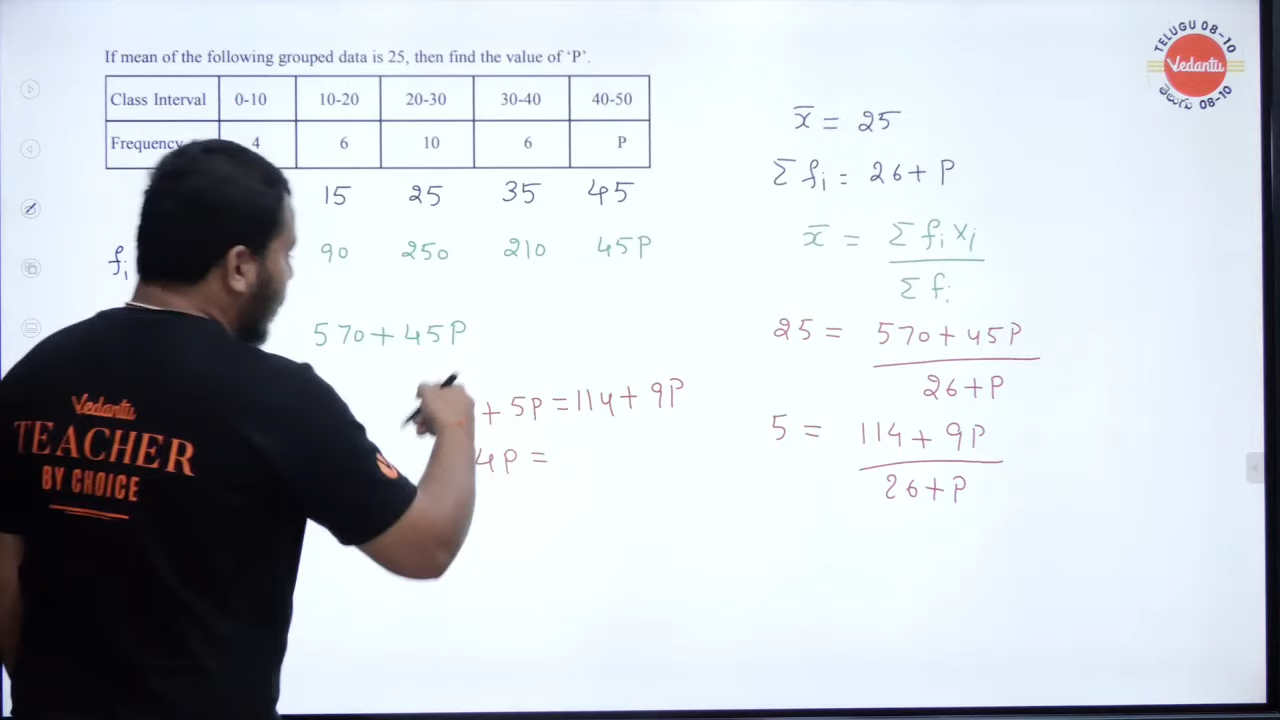 If mean of the following grouped data is 25, then find the value of 'P'.
Class Interval 0-10 10-20 20-30 30-40 40-50
Frequency 4 6 10 6 P
15 25 35 45
fi 90 250 210 45P
570 + 45P
+ 5P = 114 + 9P
4P =
x̄ = 25
Σ fi = 26 + P
x̄ = Σ fi xi / Σ fi
25 = 570 + 45P / 26 + P
5 = 114 + 9P / 26 + P
TELUGU 08-10
Vedantu
తెలుగు 08-10
Vedantu
TEACHER
BY CHOICE